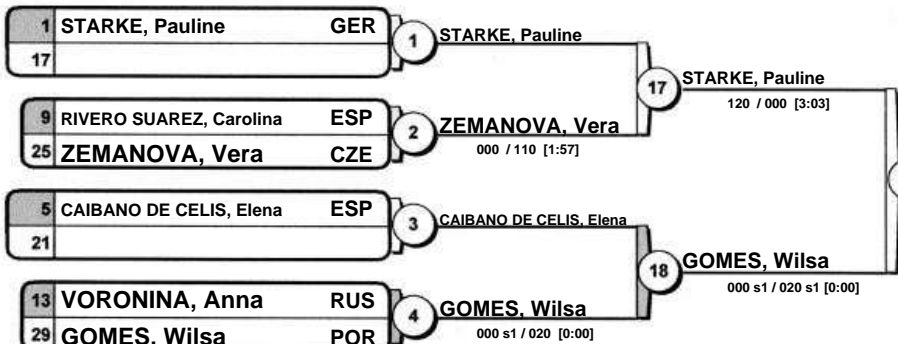 1 STARKE, Pauline GER
17
1
STARKE, Pauline
9 RIVERO SUAREZ, Carolina ESP
25 ZEMANOVA, Vera CZE
2
ZEMANOVA, Vera
000 / 110 [1:57]
17
STARKE, Pauline
120 / 000 [3:03]
5 CAIBANO DE CELIS, Elena ESP
21
3
CAIBANO DE CELIS, Elena
13 VORONINA, Anna RUS
29 GOMES, Wilsa POR
4
GOMES, Wilsa
000 s1 / 020 [0:00]
18
GOMES, Wilsa
000 s1 / 020 s1 [0:00]